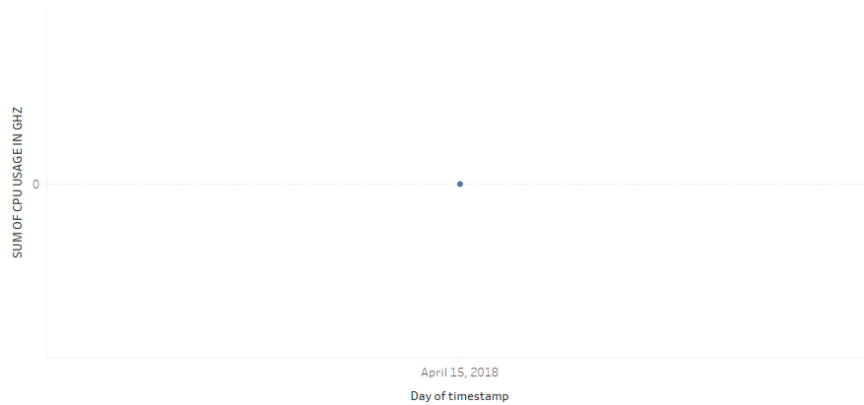 SUM OF CPU USAGE IN GHZ
0
April 15, 2018
Day of timestamp